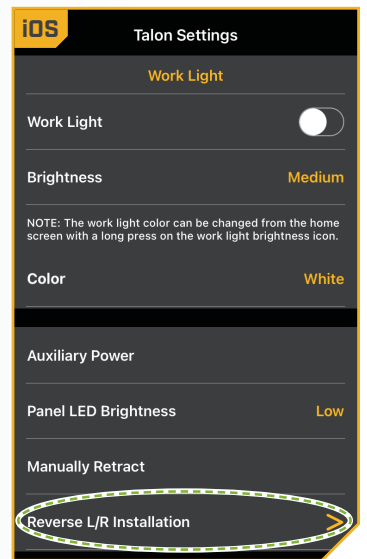 iOS
Talon Settings
Work Light
Work Light
Brightness Medium
NOTE: The work light color can be changed from the home
screen with a long press on the work light brightness icon.
Color White
Auxiliary Power
Panel LED Brightness Low
Manually Retract
Reverse L/R Installation >